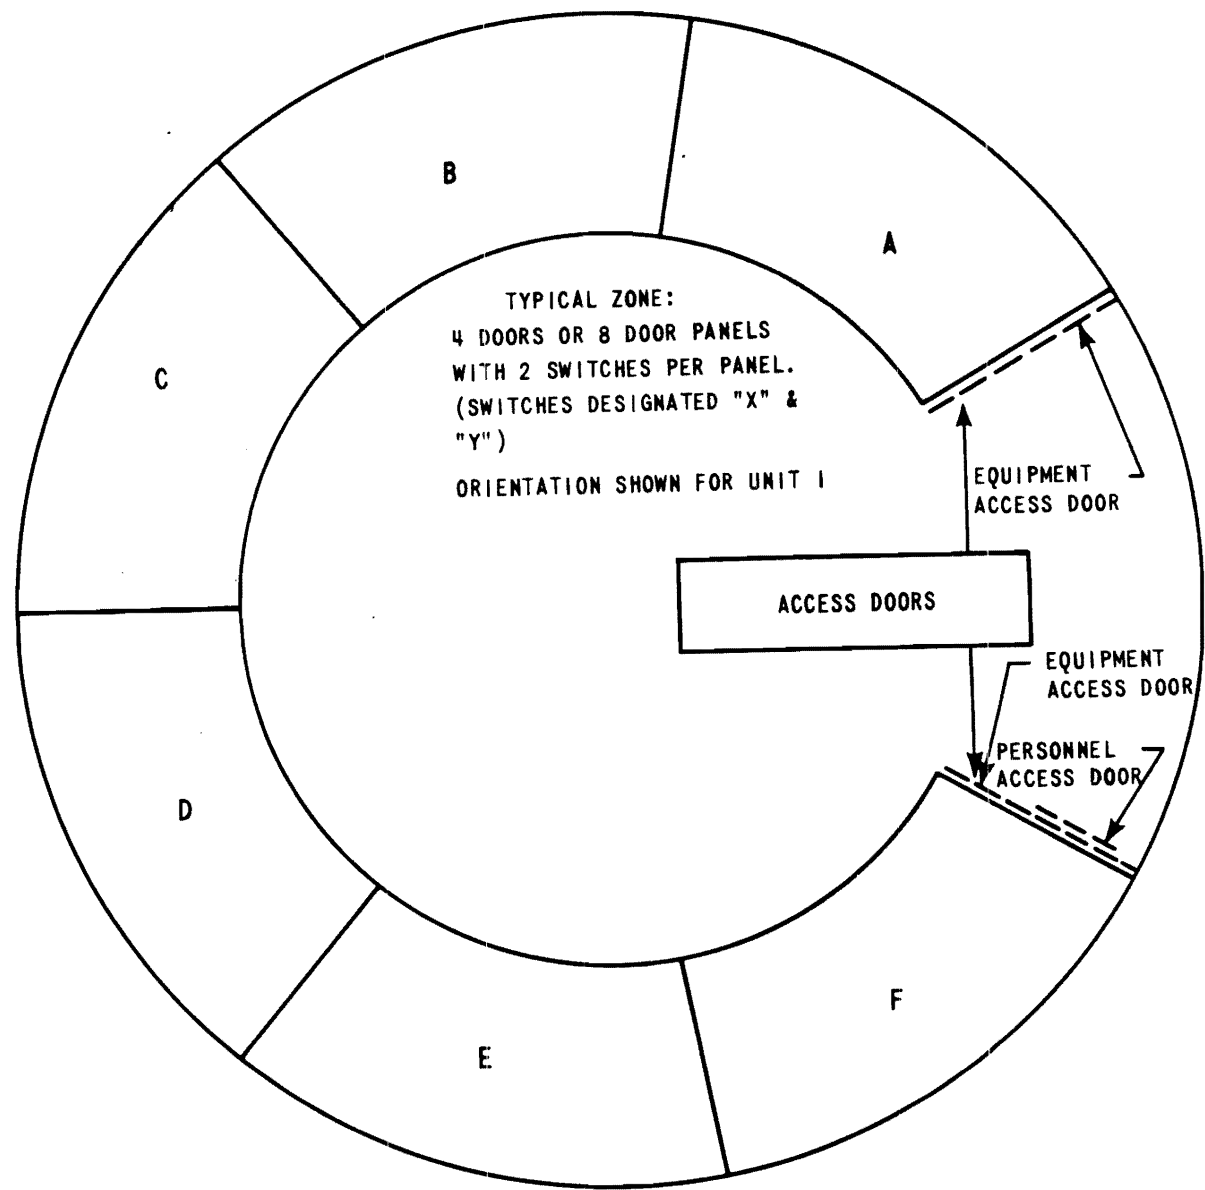 B
A
TYPICAL ZONE:
4 DOORS OR 8 DOOR PANELS
WITH 2 SWITCHES PER PANEL.
(SWITCHES DESIGNATED "X" &
"Y")
ORIENTATION SHOWN FOR UNIT 1
C
EQUIPMENT
ACCESS DOOR
ACCESS DOORS
EQUIPMENT
ACCESS DOOR
PERSONNEL
ACCESS DOOR
D
F
E